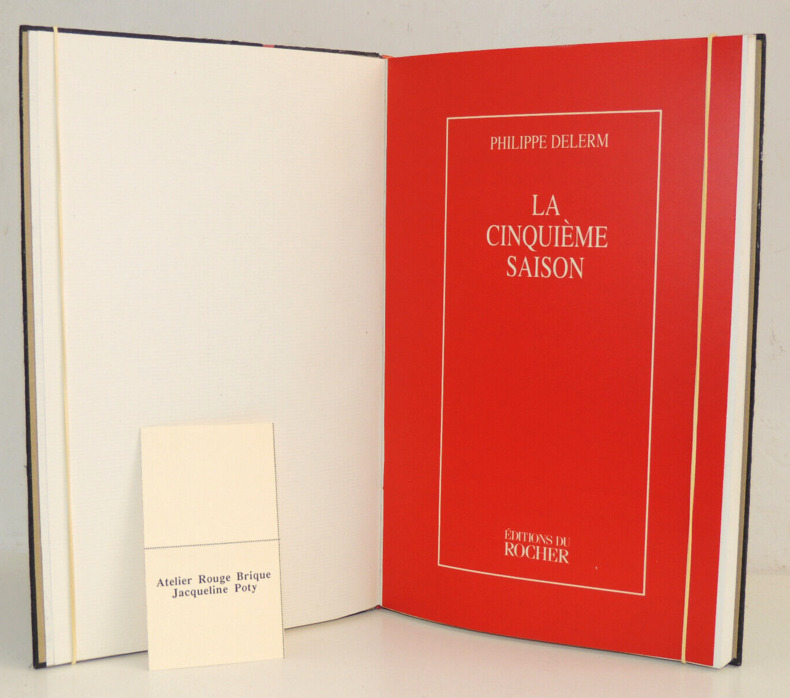 PHILIPPE DELERM
LA
CINQUIÈME
SAISON
ÉDITIONS DU
ROCHER
Atelier Rouge Brique
Jacqueline Poty